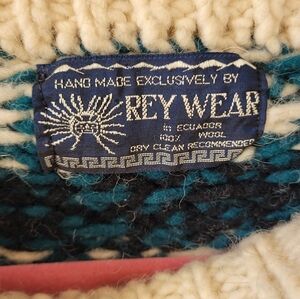 HAND MADE EXCLUSIVELY BY
REY WEAR
in ECUADOR
100% WOOL
DRY CLEAN RECOMMENDED